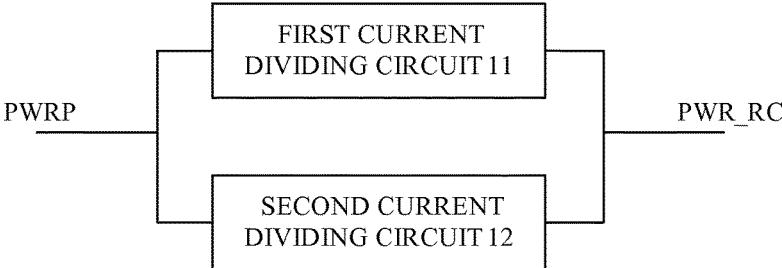 FIRST CURRENT
DIVIDING CIRCUIT 11
PWRP
PWR_RC
SECOND CURRENT
DIVIDING CIRCUIT 12